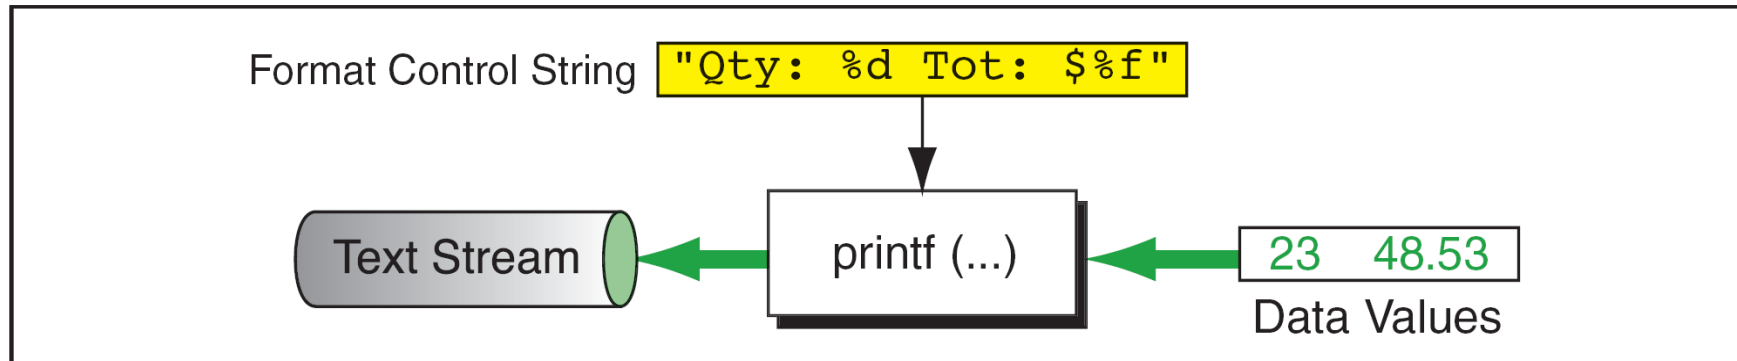 Format Control String "Qty: %d Tot: $%f"
Text Stream
printf (...)
23 48.53
Data Values